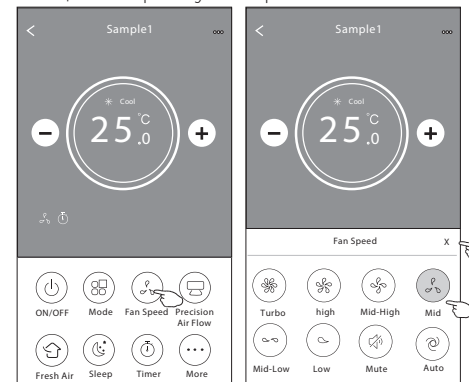 Sample1
Cool
25.0 °C
ON/OFF
Mode
Fan Speed
Precision
Air Flow
Fresh Air
Sleep
Timer
More
Sample1
Cool
25.0 °C
Fan Speed
X
Turbo
high
Mid-High
Mid
Mid-Low
Low
Mute
Auto